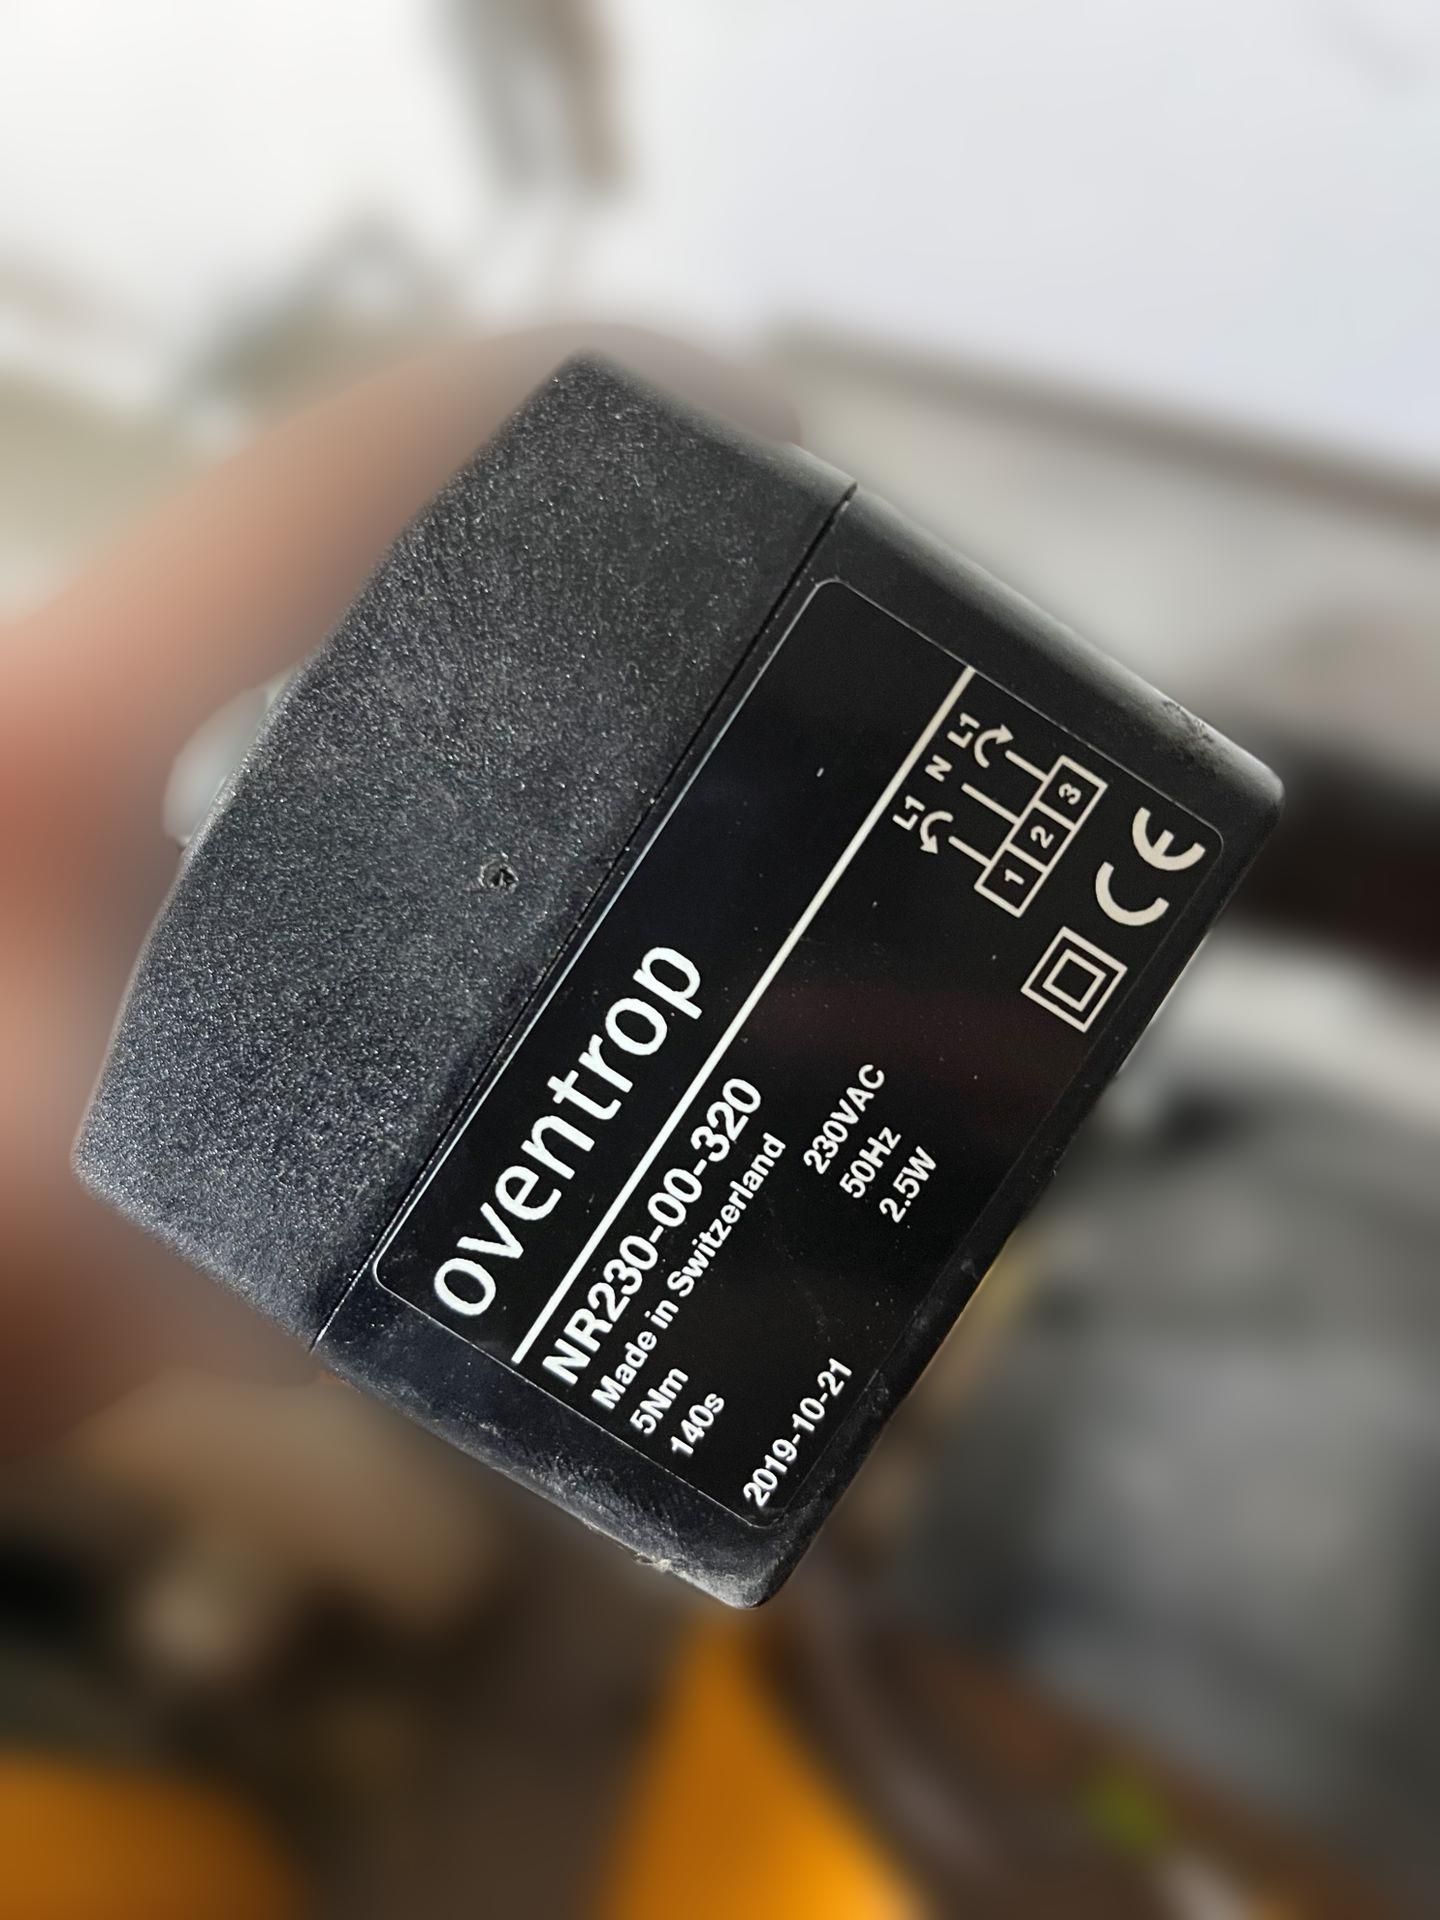 oventrop
NR230-00-320
Made in Switzerland
5Nm 230VAC
140s 50Hz
2.5W
2019-10-21
L1 N L1
1 2 3
CE